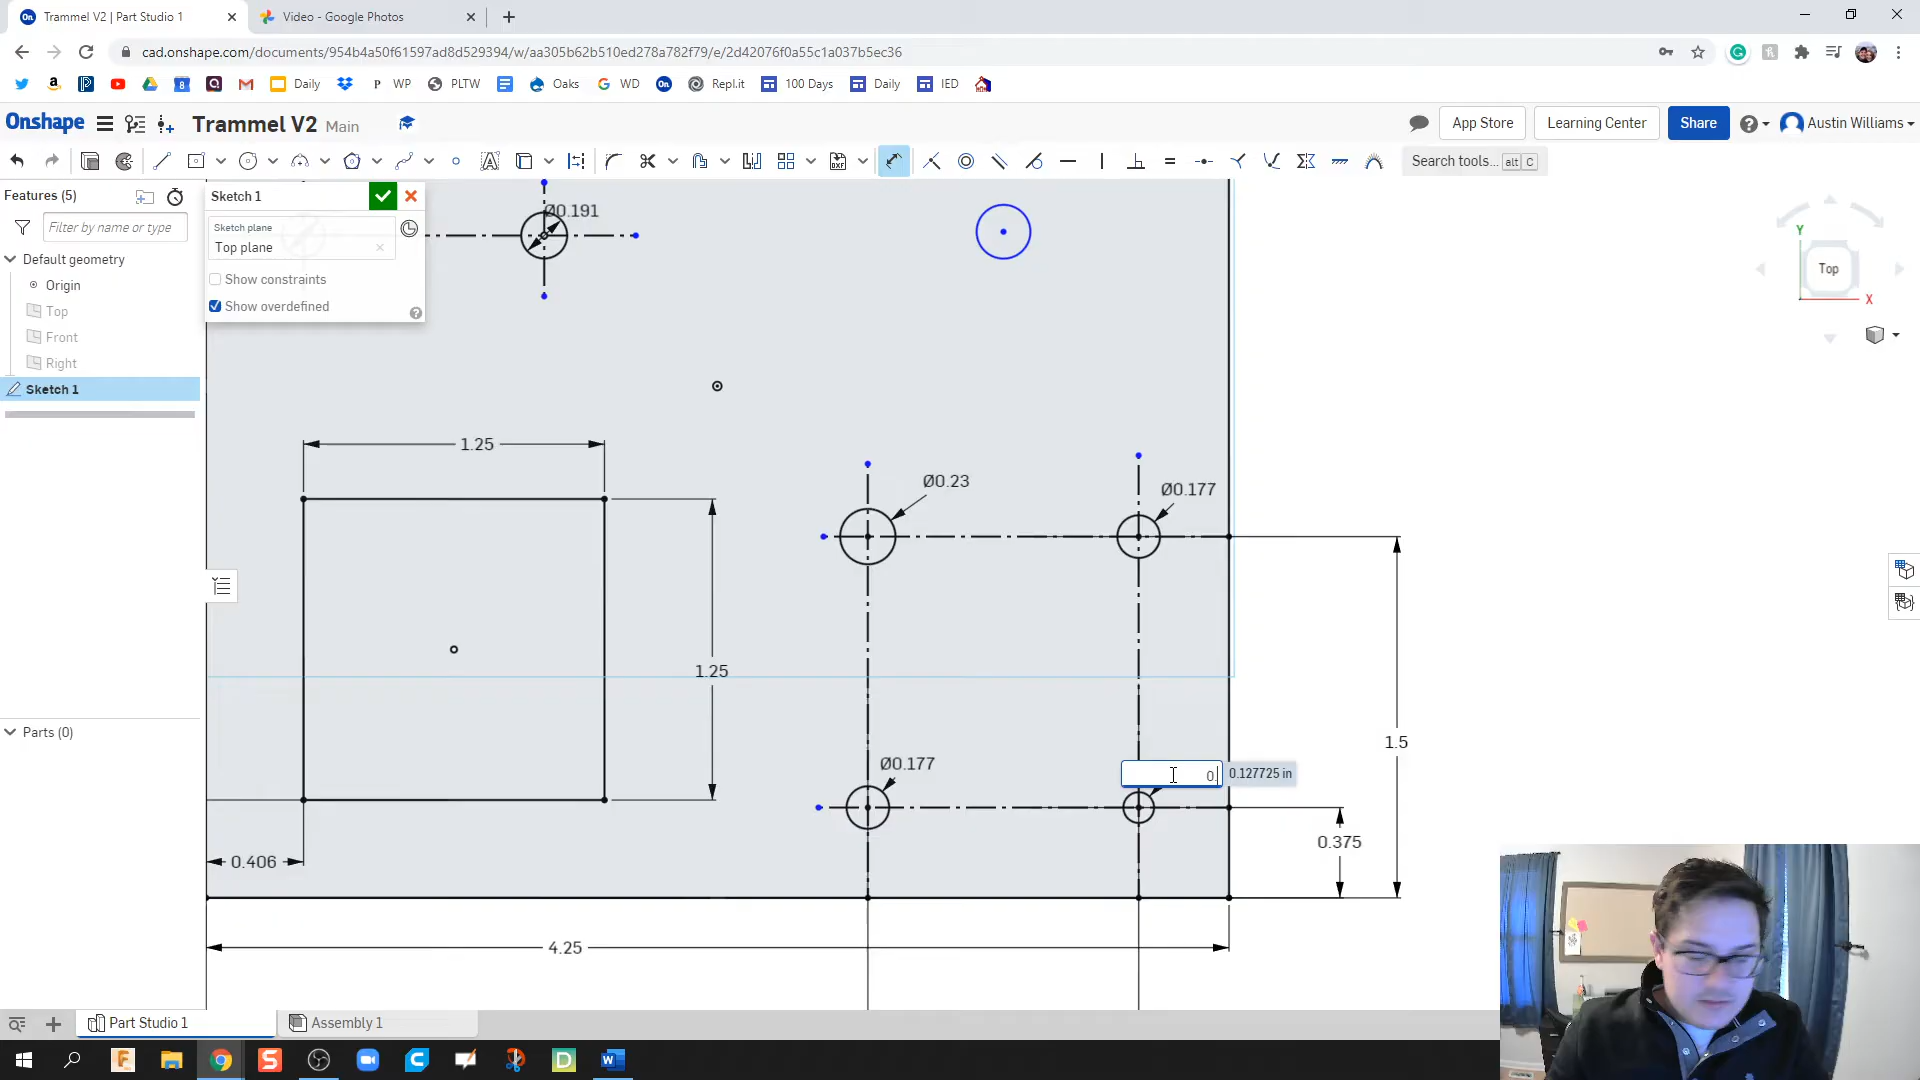 Trammel V2 | Part Studio 1
Video - Google Photos
cad.onshape.com/documents/954b4a50f61597ad8d529394/w/aa305b62b510ed278a782f79/e/2d42076f0a55c1a037b5ec36
Daily
P WP
PLTW
Oaks
WD
Repl.it
100 Days
Daily
IED
Onshape
Trammel V2 Main
App Store
Learning Center
Share
Austin Williams
Search tools... alt C
Features (5)
Filter by name or type
Default geometry
Origin
Top
Front
Right
Sketch 1
Parts (0)
Sketch 1
Sketch plane
Top plane
Show constraints
Show overdefined
Ø0.191
Y
Top
X
1.25
Ø0.23
Ø0.177
1.25
1.5
Ø0.177
0.
0.127725 in
0.375
0.406
4.25
Part Studio 1
Assembly 1